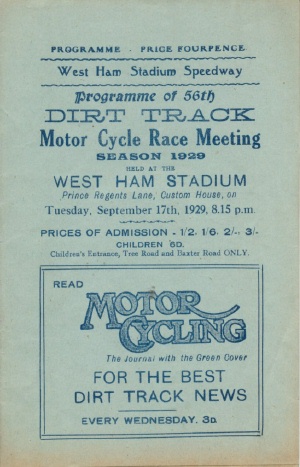 PROGRAMME - PRICE FOURPENCE
West Ham Stadium Speedway
Programme of 56th
DIRT TRACK
Motor Cycle Race Meeting
SEASON 1929
HELD AT THE
WEST HAM STADIUM
Prince Regents Lane, Custom House, on
Tuesday, September 17th, 1929, 8.15 p.m.
PRICES OF ADMISSION - 1/2, 1/6, 2/-, 3/-
CHILDREN 6D.
Children's Entrance, Tree Road and Baxter Road ONLY.
READ
MOTOR
CYCLING
The Journal with the Green Cover
FOR THE BEST
DIRT TRACK NEWS
EVERY WEDNESDAY. 3D.